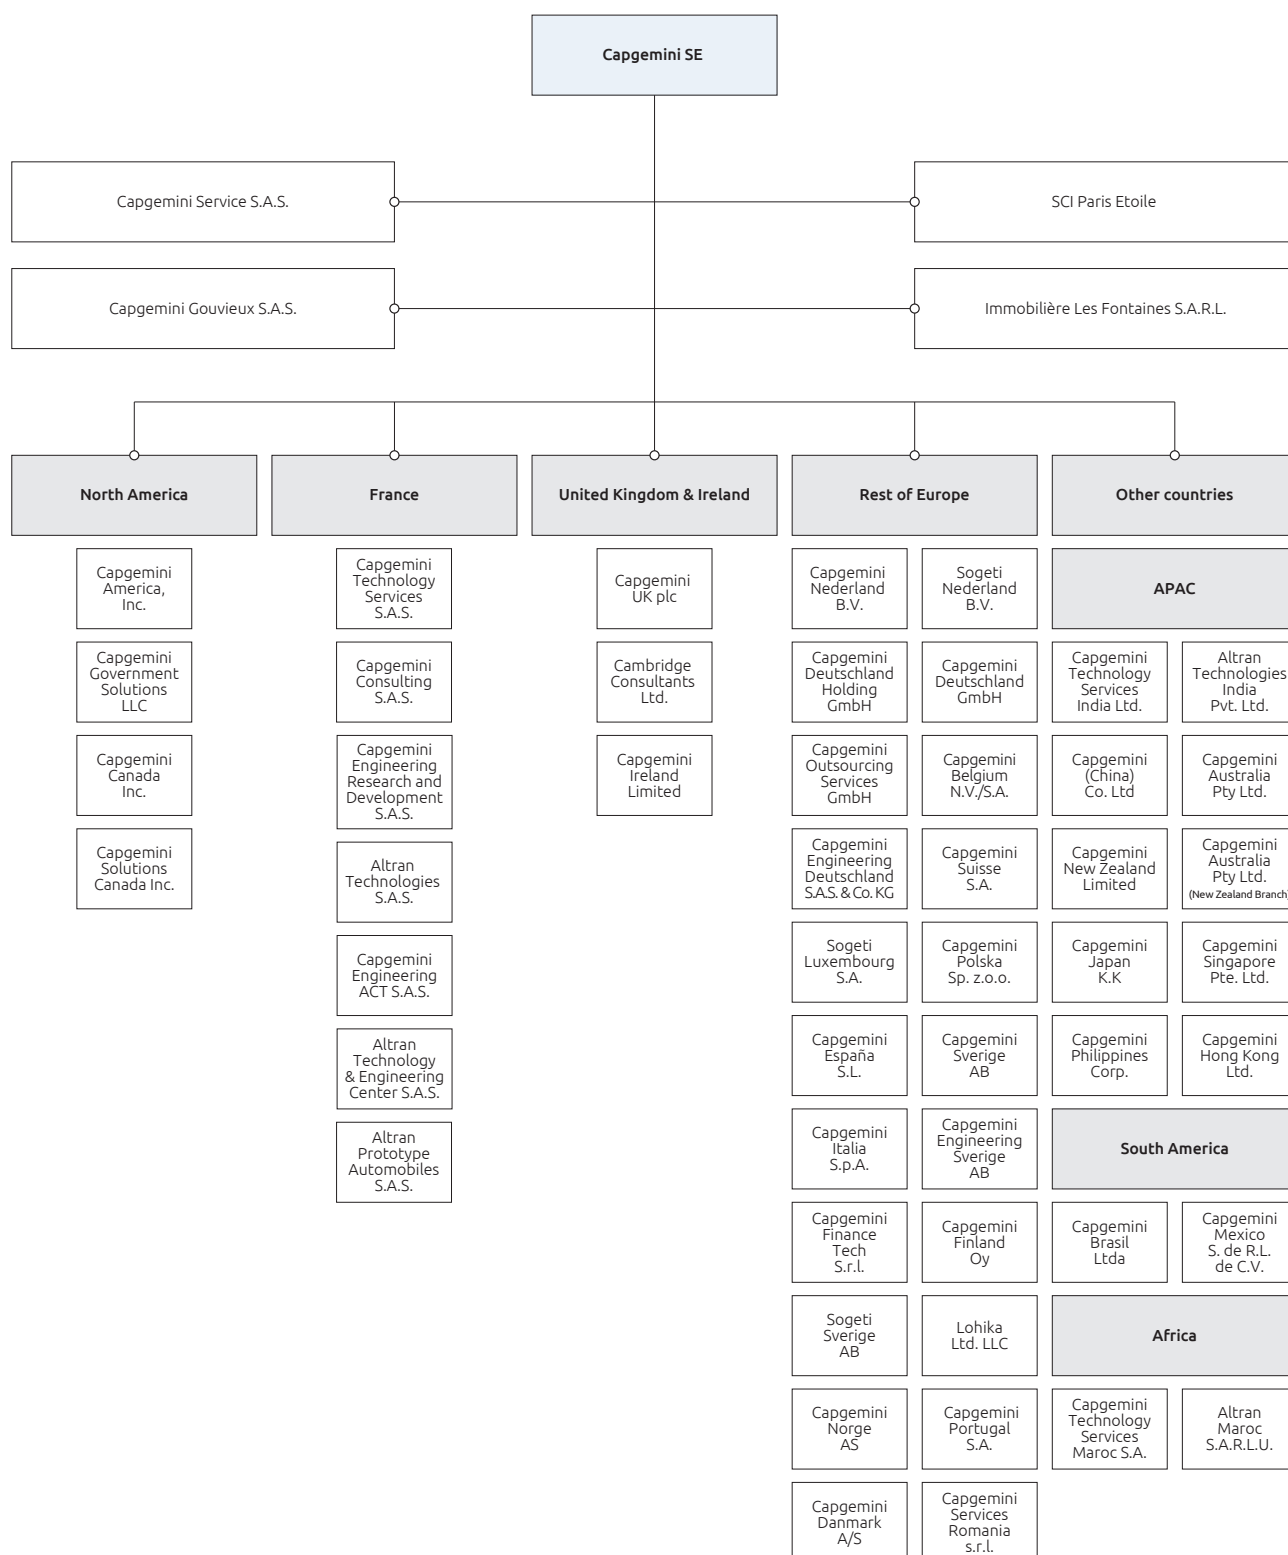 Capgemini SE
Capgemini Service S.A.S.
SCI Paris Etoile
Capgemini Gouvieux S.A.S.
Immobilière Les Fontaines S.A.R.L.
North America
France
United Kingdom & Ireland
Rest of Europe
Other countries
Capgemini
America,
Inc.
Capgemini
Government
Solutions
LLC
Capgemini
Canada
Inc.
Capgemini
Solutions
Canada Inc.
Capgemini
Technology
Services
S.A.S.
Capgemini
Consulting
S.A.S.
Capgemini
Engineering
Research and
Development
S.A.S.
Altran
Technologies
S.A.S.
Capgemini
Engineering
ACT S.A.S.
Altran
Technology
& Engineering
Center S.A.S.
Altran
Prototype
Automobiles
S.A.S.
Capgemini
UK plc
Cambridge
Consultants
Ltd.
Capgemini
Ireland
Limited
Capgemini
Nederland
B.V.
Sogeti
Nederland
B.V.
Capgemini
Deutschland
Holding
GmbH
Capgemini
Deutschland
GmbH
Capgemini
Outsourcing
Services
GmbH
Capgemini
Belgium
N.V./S.A.
Capgemini
Engineering
Deutschland
S.A.S. & Co. KG
Capgemini
Suisse
S.A.
Sogeti
Luxembourg
S.A.
Capgemini
Polska
Sp. z.o.o.
Capgemini
España
S.L.
Capgemini
Sverige
AB
Capgemini
Italia
S.p.A.
Capgemini
Engineering
Sverige
AB
Capgemini
Finance
Tech
S.r.l.
Capgemini
Finland
Oy
Sogeti
Sverige
AB
Lohika
Ltd. LLC
Capgemini
Norge
AS
Capgemini
Portugal
S.A.
Capgemini
Danmark
A/S
Capgemini
Services
Romania
s.r.l.
APAC
Capgemini
Technology
Services
India Ltd.
Altran
Technologies
India
Pvt. Ltd.
Capgemini
(China)
Co. Ltd
Capgemini
Australia
Pty Ltd.
Capgemini
New Zealand
Limited
Capgemini
Australia
Pty Ltd.
(New Zealand Branch)
Capgemini
Japan
K.K
Capgemini
Singapore
Pte. Ltd.
Capgemini
Philippines
Corp.
Capgemini
Hong Kong
Ltd.
South America
Capgemini
Brasil
Ltda
Capgemini
Mexico
S. de R.L.
de C.V.
Africa
Capgemini
Technology
Services
Maroc S.A.
Altran
Maroc
S.A.R.L.U.